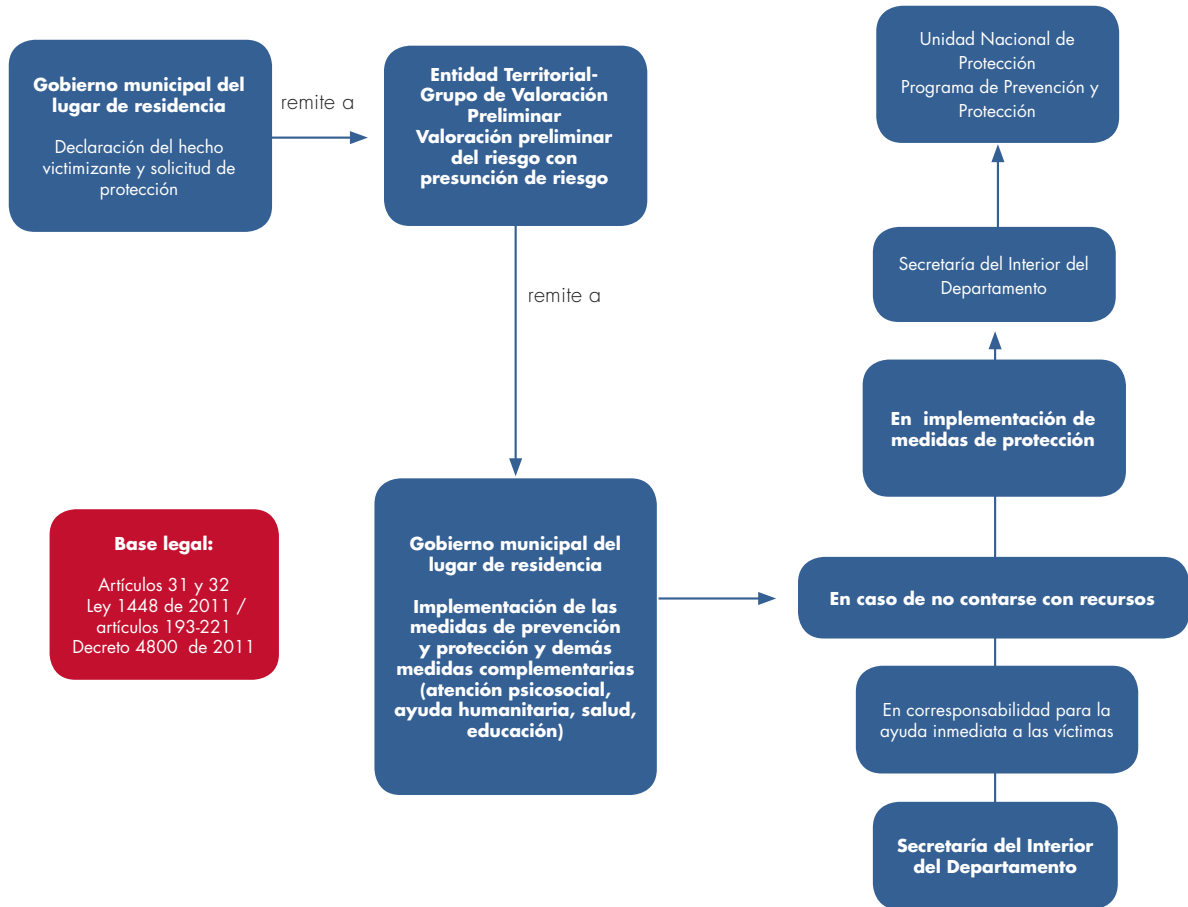 Gobierno municipal del
lugar de residencia
Declaración del hecho
victimizante y solicitud de
protección
remite a
Entidad Territorial-
Grupo de Valoración
Preliminar
Valoración preliminar
del riesgo con
presunción de riesgo
remite a
Gobierno municipal del
lugar de residencia
Implementación de las
medidas de prevención
y protección y demás
medidas complementarias
(atención psicosocial,
ayuda humanitaria, salud,
educación)
Base legal:
Artículos 31 y 32
Ley 1448 de 2011 /
artículos 193-221
Decreto 4800 de 2011
Unidad Nacional de
Protección
Programa de Prevención y
Protección
Secretaría del Interior del
Departamento
En implementación de
medidas de protección
En caso de no contarse con recursos
En corresponsabilidad para la
ayuda inmediata a las víctimas
Secretaría del Interior
del Departamento